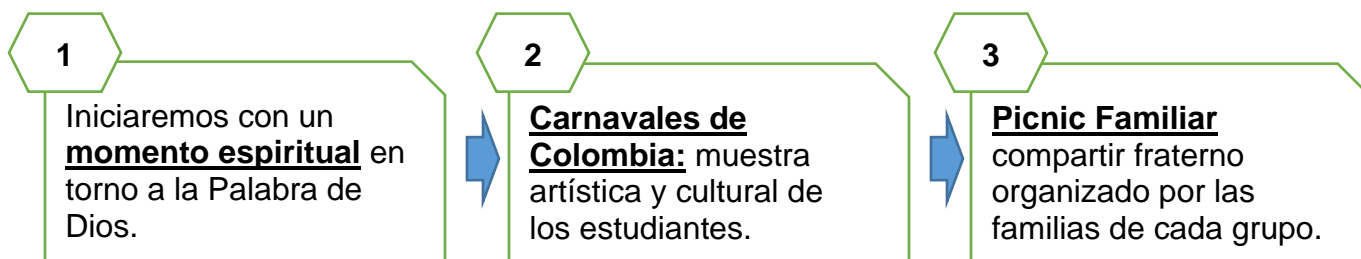 1
Iniciaremos con un
momento espiritual en
torno a la Palabra de
Dios.
2
Carnavales de
Colombia: muestra
artística y cultural de
los estudiantes.
3
Picnic Familiar
compartir fraterno
organizado por las
familias de cada grupo.